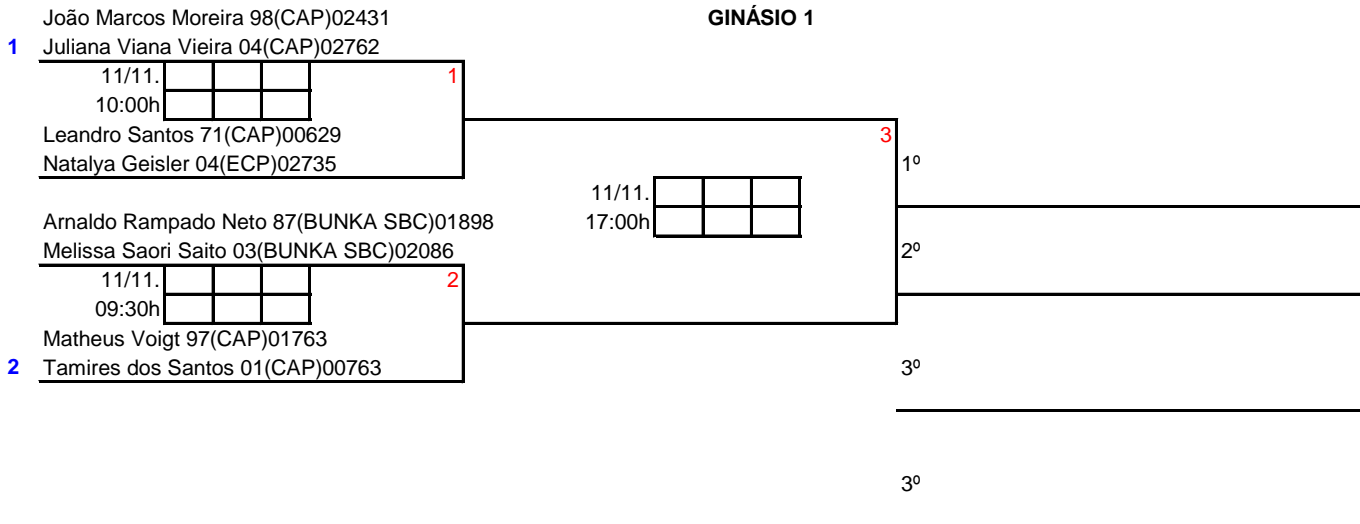 João Marcos Moreira 98(CAP)02431
GINÁSIO 1
1 Juliana Viana Vieira 04(CAP)02762
11/11. 1
10:00h
Leandro Santos 71(CAP)00629
3
Natalya Geisler 04(ECP)02735
1º
11/11.
17:00h
Arnaldo Rampado Neto 87(BUNKA SBC)01898
Melissa Saori Saito 03(BUNKA SBC)02086
2º
11/11. 2
09:30h
Matheus Voigt 97(CAP)01763
2 Tamires dos Santos 01(CAP)00763
3º
3º